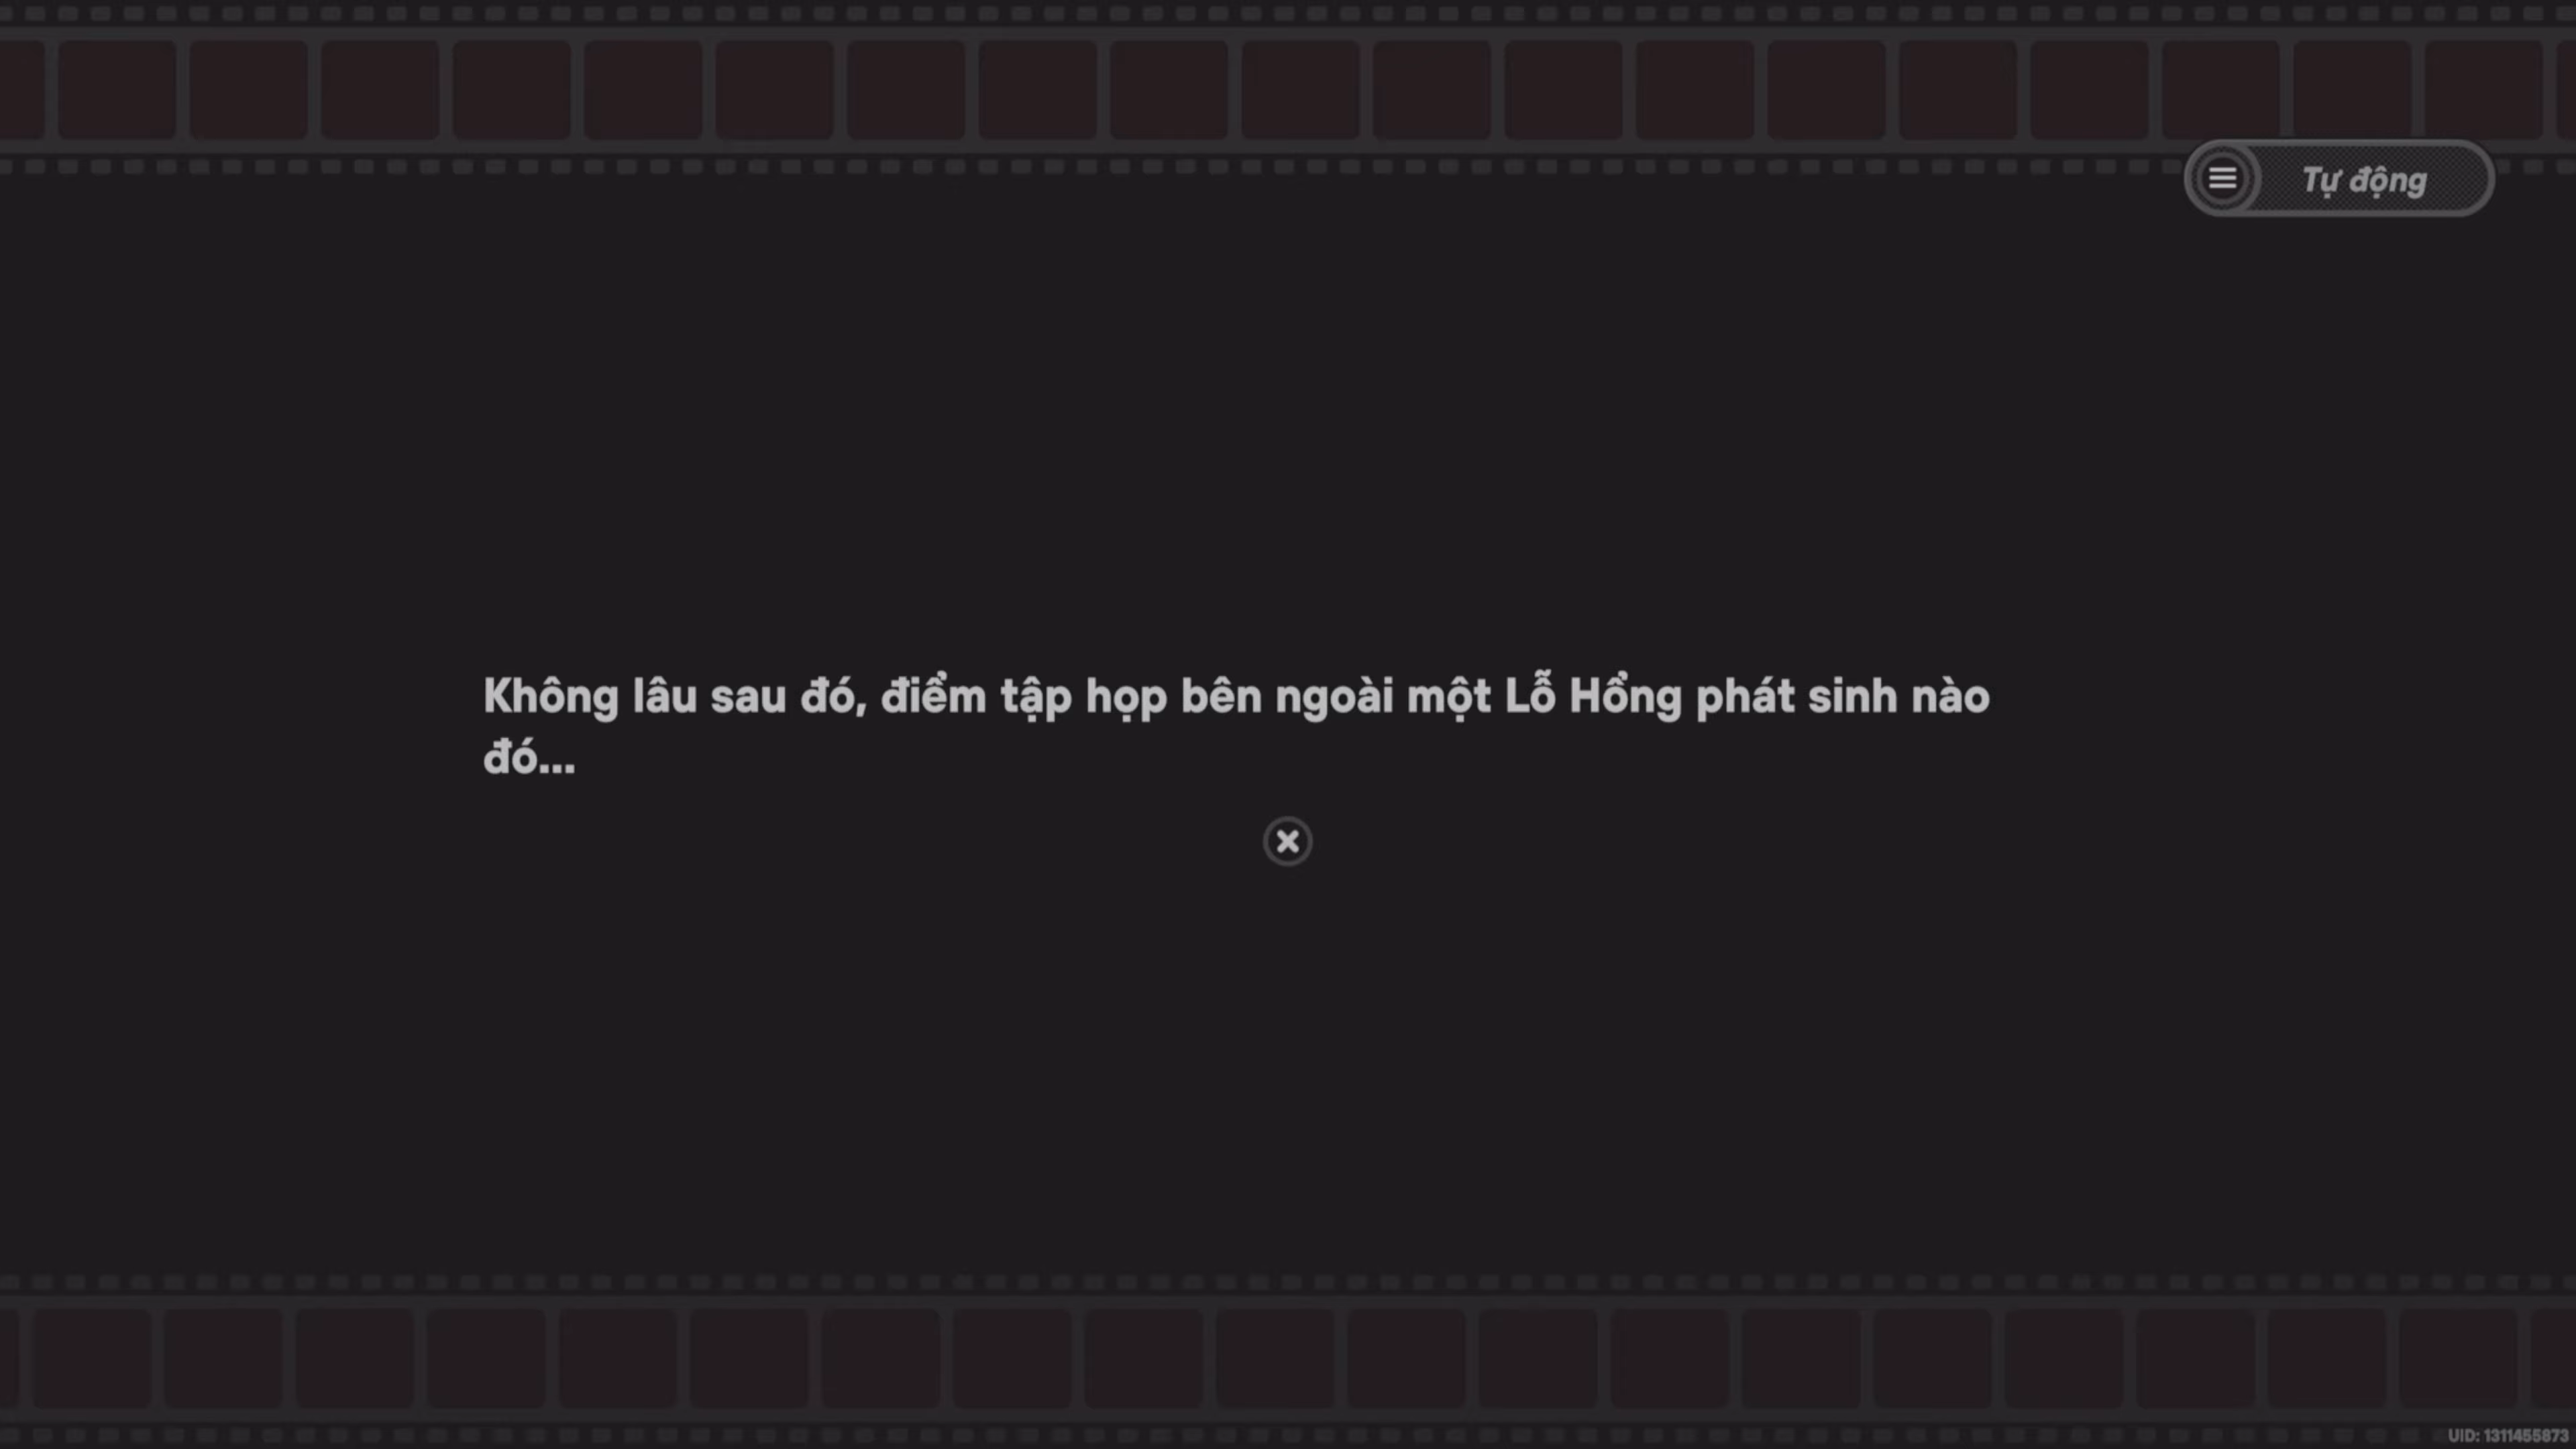 Tự động
Không lâu sau đó, điểm tập họp bên ngoài một Lỗ Hổng phát sinh nào
đó...
UID: 1311455873